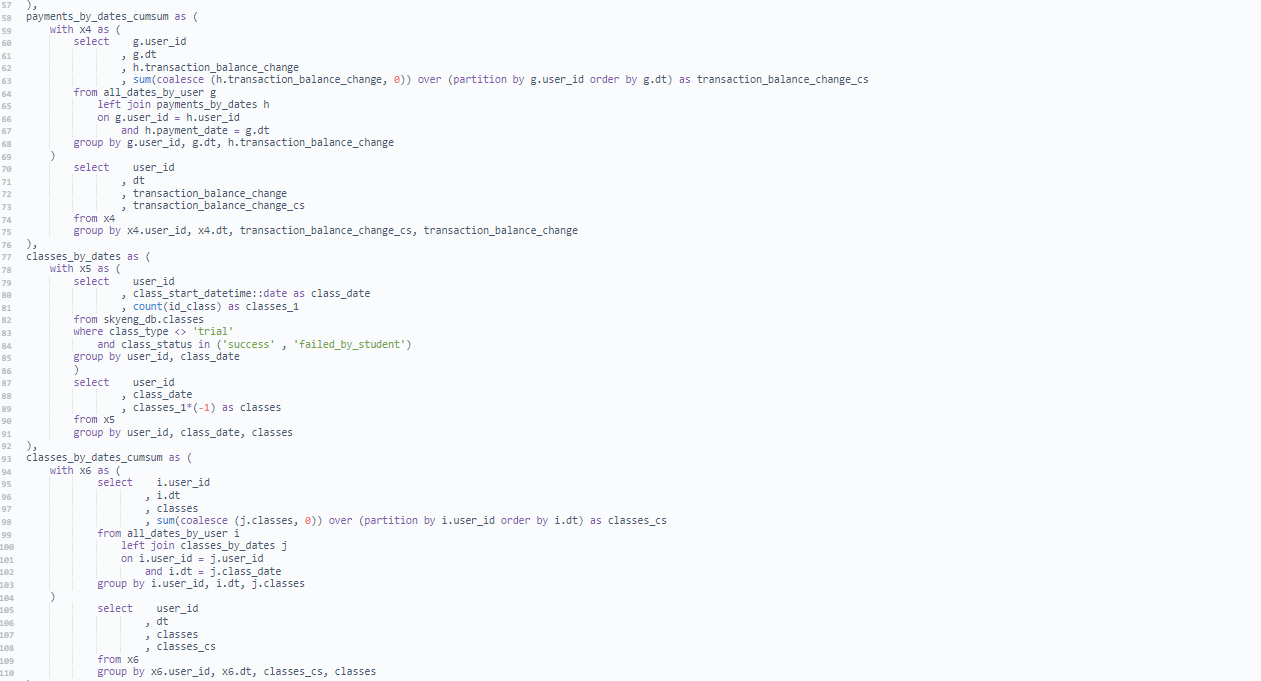 57 ),
58 payments_by_dates_cumsum as (
59 with x4 as (
60 select g.user_id
61 , g.dt
62 , h.transaction_balance_change
63 , sum(coalesce (h.transaction_balance_change, 0)) over (partition by g.user_id order by g.dt) as transaction_balance_change_cs
64 from all_dates_by_user g
65 left join payments_by_dates h
66 on g.user_id = h.user_id
67 and h.payment_date = g.dt
68 group by g.user_id, g.dt, h.transaction_balance_change
69 )
70 select user_id
71 , dt
72 , transaction_balance_change
73 , transaction_balance_change_cs
74 from x4
75 group by x4.user_id, x4.dt, transaction_balance_change_cs, transaction_balance_change
76 ),
77 classes_by_dates as (
78 with x5 as (
79 select user_id
80 , class_start_datetime::date as class_date
81 , count(id_class) as classes_1
82 from skyeng_db.classes
83 where class_type <> 'trial'
84 and class_status in ('success' , 'failed_by_student')
85 group by user_id, class_date
86 )
87 select user_id
88 , class_date
89 , classes_1*(-1) as classes
90 from x5
91 group by user_id, class_date, classes
92 ),
93 classes_by_dates_cumsum as (
94 with x6 as (
95 select i.user_id
96 , i.dt
97 , classes
98 , sum(coalesce (j.classes, 0)) over (partition by i.user_id order by i.dt) as classes_cs
99 from all_dates_by_user i
100 left join classes_by_dates j
101 on i.user_id = j.user_id
102 and i.dt = j.class_date
103 group by i.user_id, i.dt, j.classes
104 )
105 select user_id
106 , dt
107 , classes
108 , classes_cs
109 from x6
110 group by x6.user_id, x6.dt, classes_cs, classes